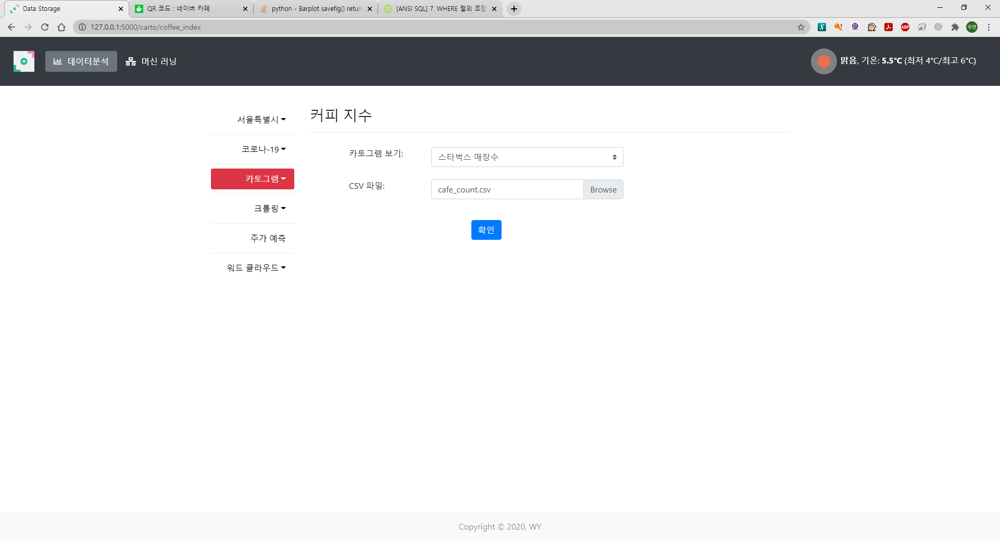 Data Storage
QR 코드 : 네이버 카페
python - Barplot savefig() return
[ANSI SQL] 7. WHERE 절의 조합
127.0.0.1:5000/carto/coffee_index
ABP
우연
데이터분석
머신 러닝
맑음, 기온: 5.5°C (최저 4°C/최고 6°C)
서울특별시
코로나-19
카토그램
크롤링
주가 예측
워드 클라우드
커피 지수
카토그램 보기:
스타벅스 매장수
CSV 파일:
cafe_count.csv
Browse
확인
Copyright © 2020, WY